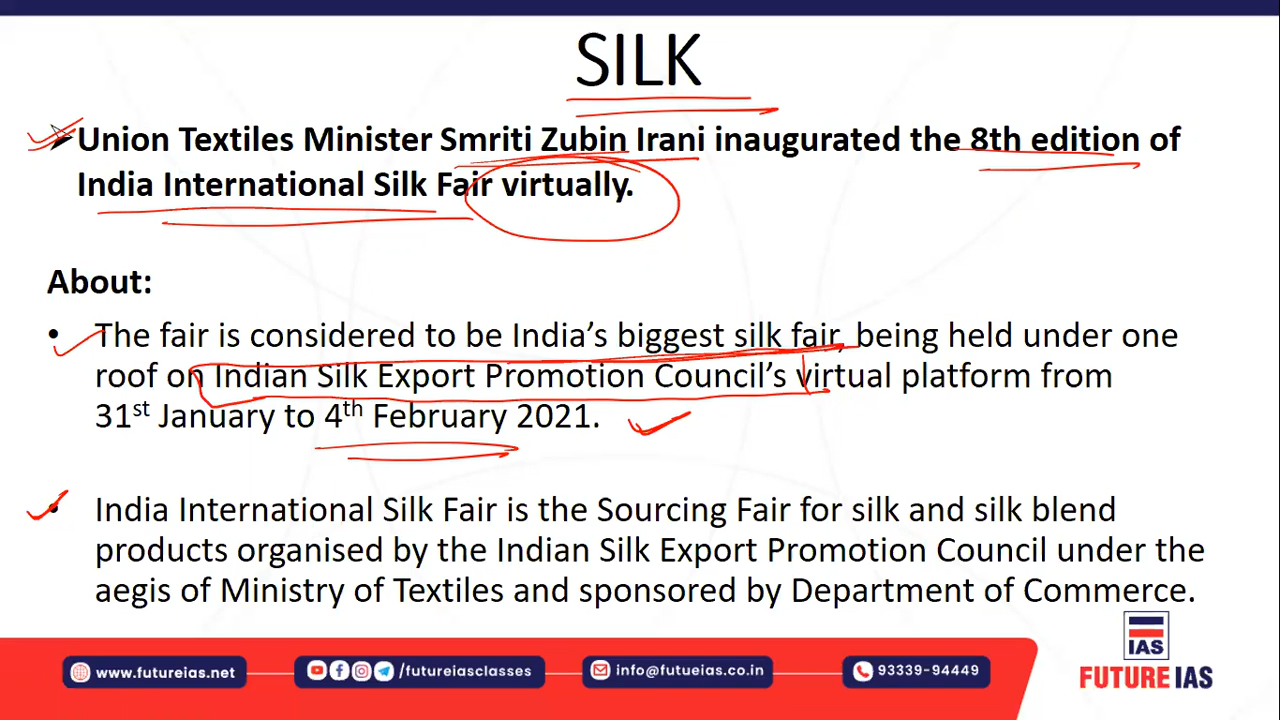 SILK
Union Textiles Minister Smriti Zubin Irani inaugurated the 8th edition of
India International Silk Fair virtually.
About:
• The fair is considered to be India's biggest silk fair, being held under one
roof on Indian Silk Export Promotion Council's virtual platform from
31st January to 4th February 2021.
• India International Silk Fair is the Sourcing Fair for silk and silk blend
products organised by the Indian Silk Export Promotion Council under the
aegis of Ministry of Textiles and sponsored by Department of Commerce.
www.futureias.net
/futureiasclasses
info@futueias.co.in
93339-94449
IAS
FUTURE IAS